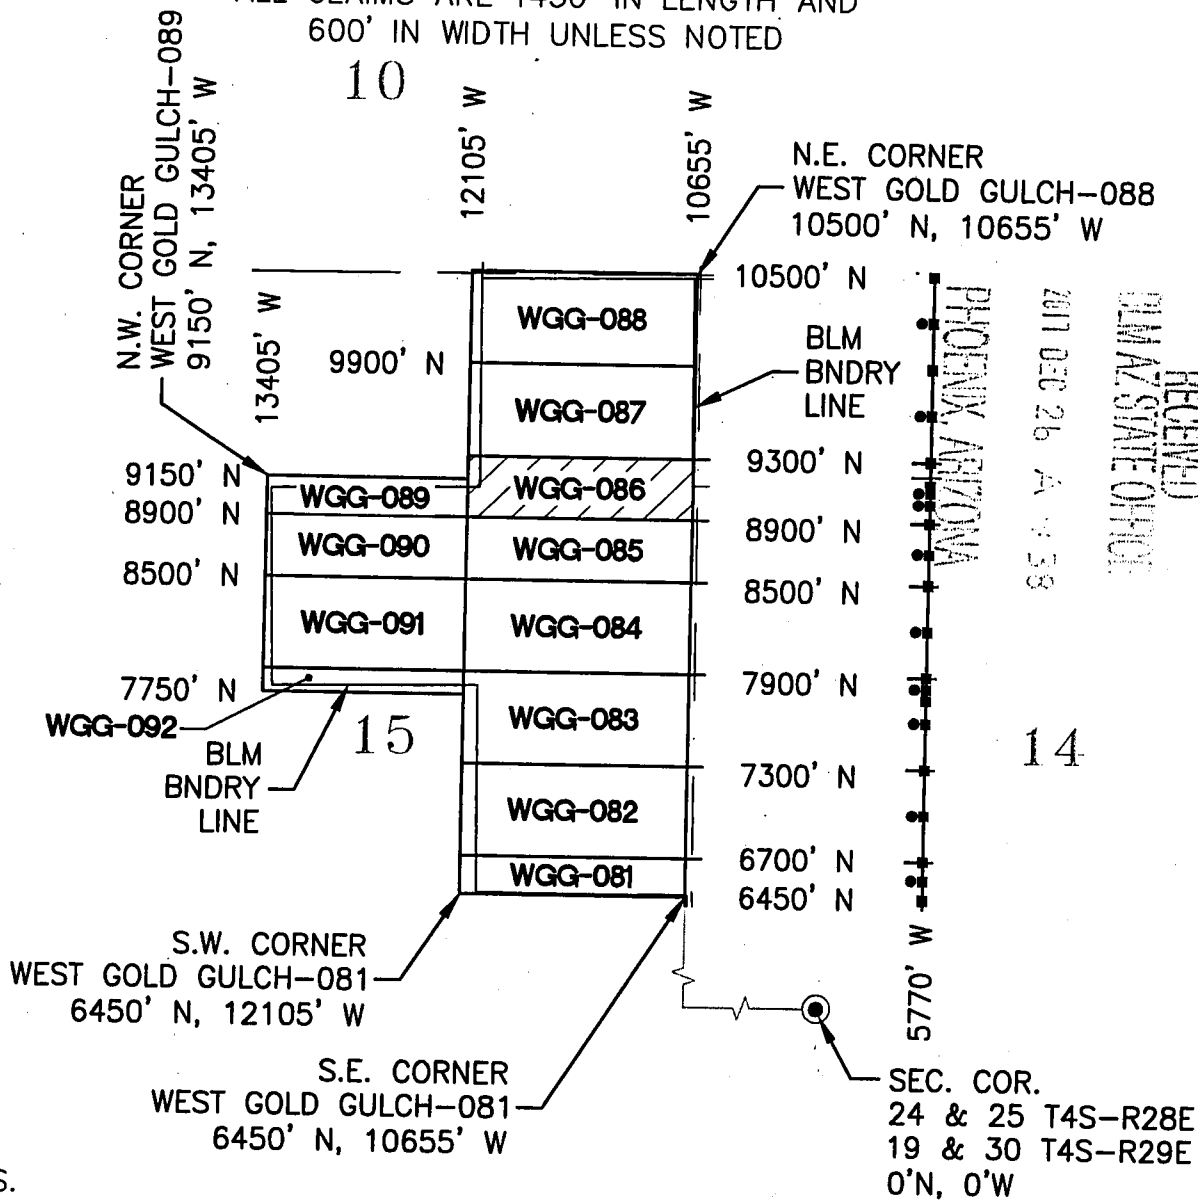 600' IN WIDTH UNLESS NOTED
10
N.W. CORNER
WEST GOLD GULCH-089
9150' N, 13405' W
12105' W
10655' W
N.E. CORNER
WEST GOLD GULCH-088
10500' N, 10655' W
13405' W
10500' N
WGG-088
9900' N
BLM
BNDRY
LINE
WGG-087
9150' N
WGG-089
WGG-086
9300' N
8900' N
WGG-090
WGG-085
8900' N
8500' N
8500' N
WGG-091
WGG-084
7750' N
7900' N
WGG-092
WGG-083
BLM
BNDRY
LINE
15
14
7300' N
WGG-082
6700' N
WGG-081
6450' N
S.W. CORNER
WEST GOLD GULCH-081
6450' N, 12105' W
5770' W
S.E. CORNER
WEST GOLD GULCH-081
6450' N, 10655' W
SEC. COR.
24 & 25 T4S-R28E
19 & 30 T4S-R29E
0'N, 0'W
S.
RECEIVED
BLM AZ STATE OFFICE
DEC 26 A
PHOENIX, ARIZONA